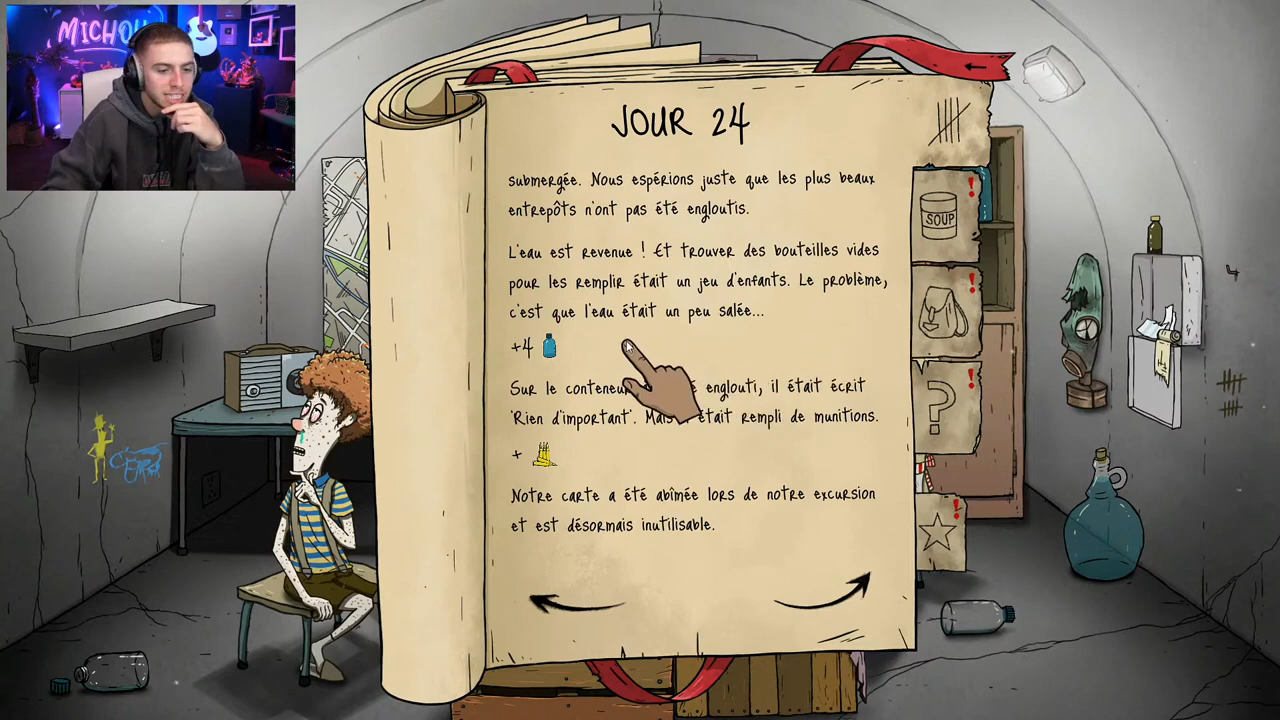 MICHOU
JOUR 24
submergée. Nous espérions juste que les plus beaux
entrepôts n'ont pas été engloutis.
L'eau est revenue ! Et trouver des bouteilles vides
pour les remplir était un jeu d'enfants. Le problème,
c'est que l'eau était un peu salée...
+4
Sur le conteneur englouti, il était écrit
'Rien d'important'. Mais était rempli de munitions.
+
Notre carte a été abîmée lors de notre excursion
et est désormais inutilisable.
SOUP
!
!
!
?
!